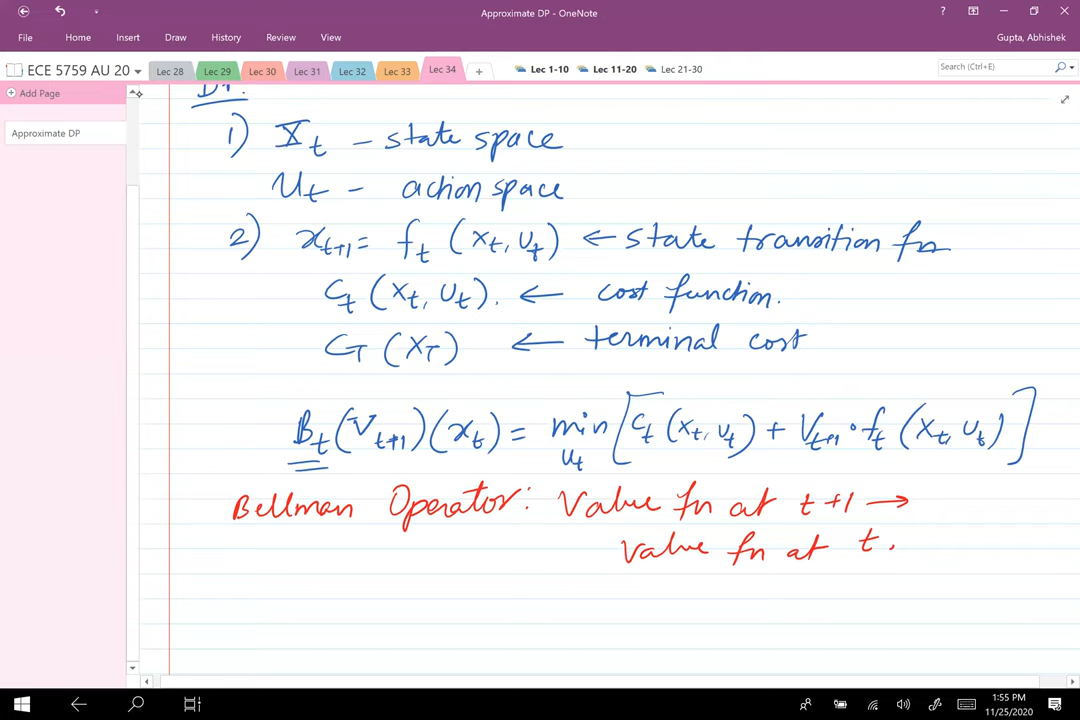 Approximate DP - OneNote
Gupta, Abhishek
File Home Insert Draw History Review View
ECE 5759 AU 20 Lec 28 Lec 29 Lec 30 Lec 31 Lec 32 Lec 33 Lec 34 Lec 1-10 Lec 11-20 Lec 21-30 Search (Ctrl+E)
Add Page
Approximate DP
DP:
1) X_t – state space
U_t – action space
2) x_{t+1} = f_t (x_t, u_t) ← state transition fn
C_t (x_t, u_t). ← cost function.
C_T (x_T) ← terminal cost
B_t (V_{t+1})(x_t) = min_{u_t} [C_t (x_t, u_t) + V_{t+1} ∘ f_t (x_t, u_t)]
Bellman Operator: Value fn at t+1 →
value fn at t.
1:55 PM
11/25/2020